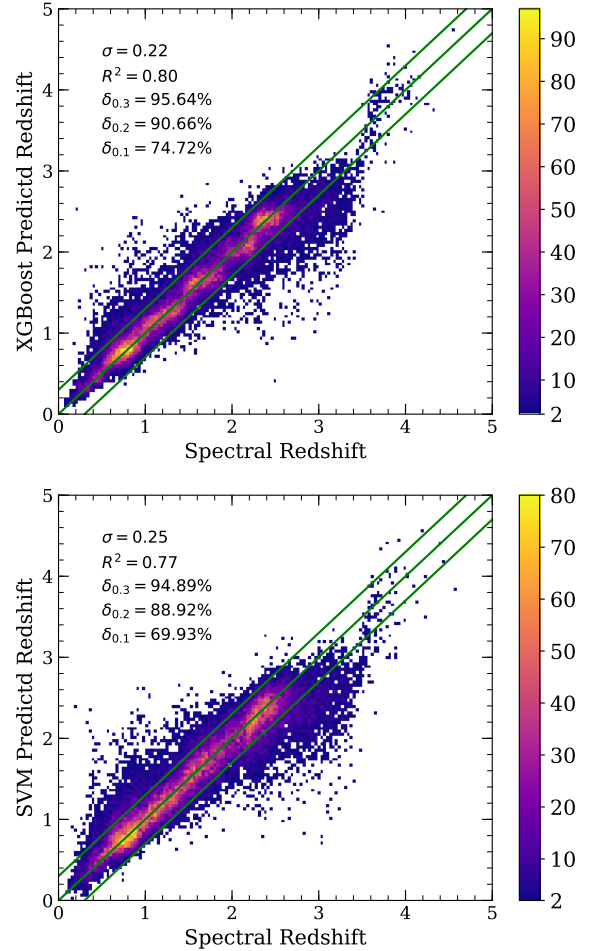 5
4
3
2
1
0
XGBoost Predictd Redshift
σ = 0.22
R² = 0.80
δ₀.₃ = 95.64%
δ₀.₂ = 90.66%
δ₀.₁ = 74.72%
0 1 2 3 4 5
Spectral Redshift
90
80
70
60
50
40
30
20
10
2
5
4
3
2
1
0
SVM Predictd Redshift
σ = 0.25
R² = 0.77
δ₀.₃ = 94.89%
δ₀.₂ = 88.92%
δ₀.₁ = 69.93%
0 1 2 3 4 5
Spectral Redshift
80
70
60
50
40
30
20
10
2